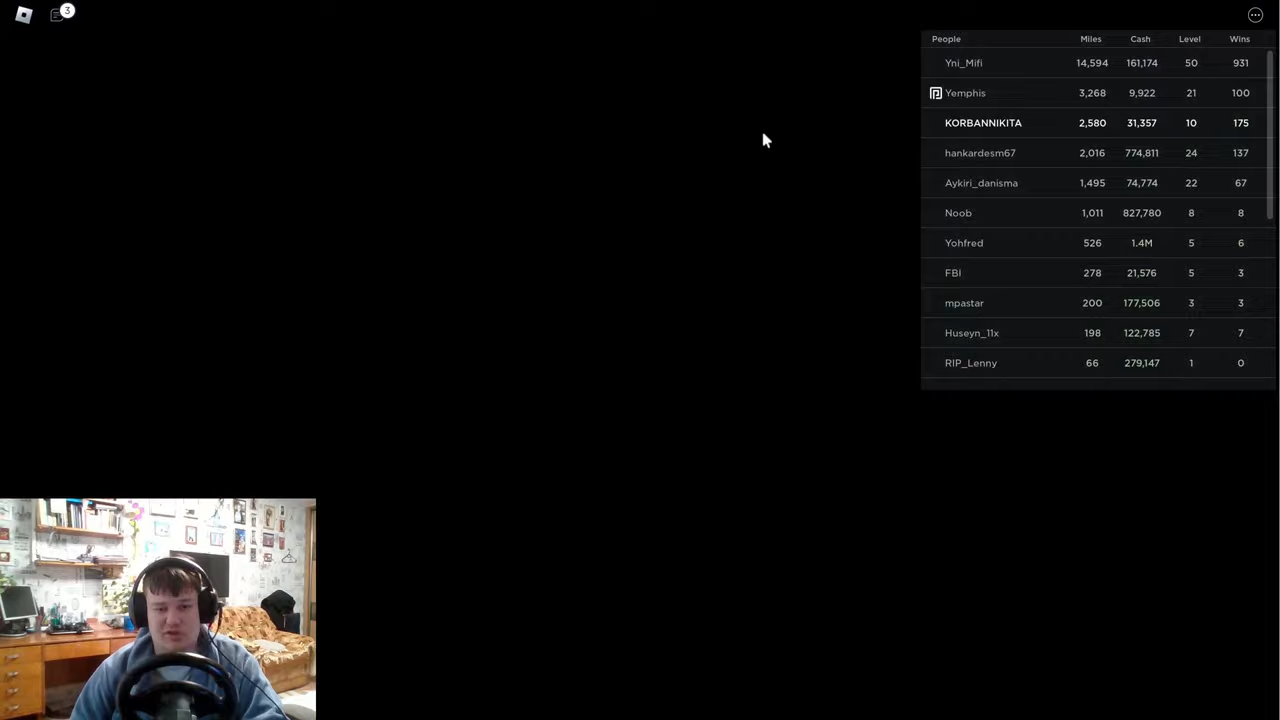 3
People Miles Cash Level Wins
Yni_Mifi 14,594 161,174 50 931
Yemphis 3,268 9,922 21 100
KORBANNIKITA 2,580 31,357 10 175
hankardesm67 2,016 774,811 24 137
Aykiri_danisma 1,495 74,774 22 67
Noob 1,011 827,780 8 8
Yohfred 526 1.4M 5 6
FBI 278 21,576 5 3
mpastar 200 177,506 3 3
Huseyn_11x 198 122,785 7 7
RIP_Lenny 66 279,147 1 0